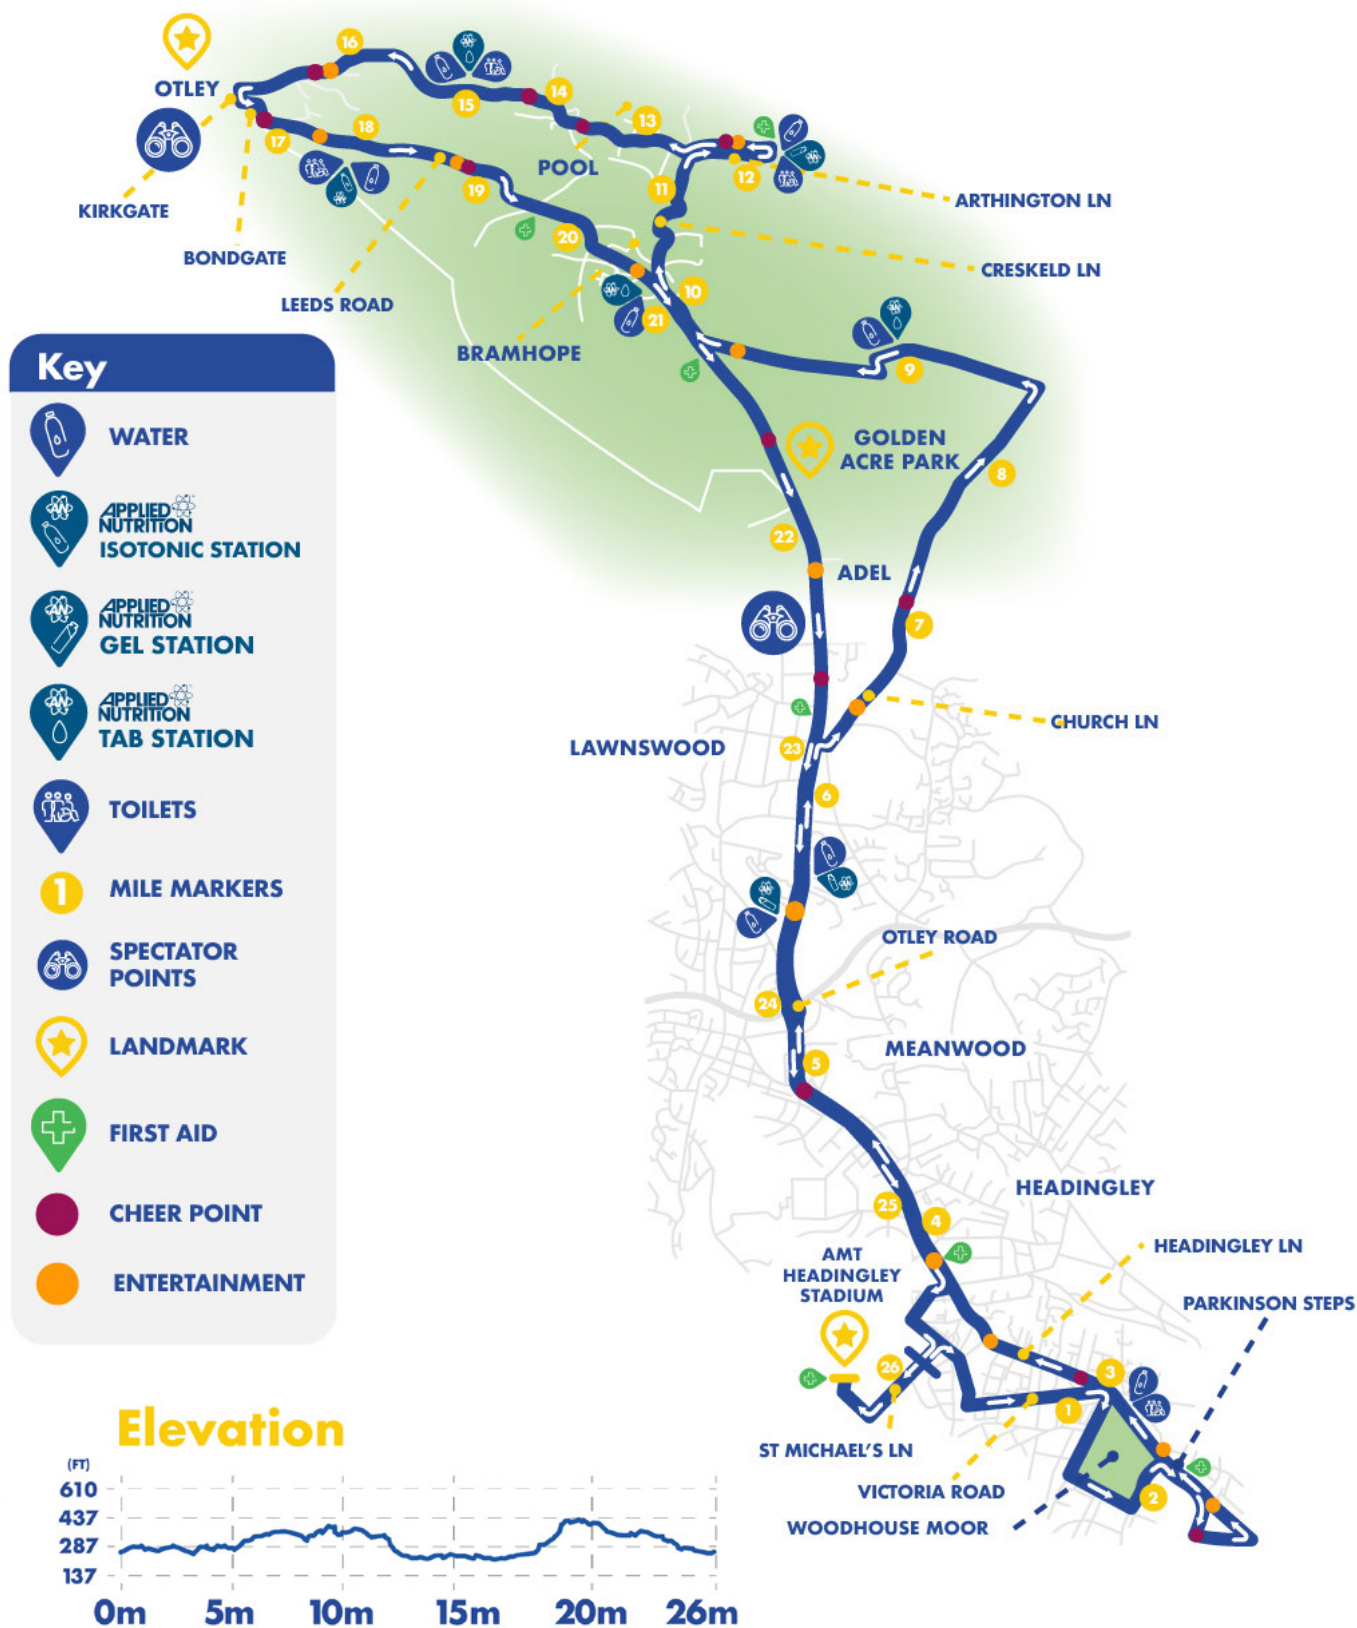 16
OTLEY
15
14
13
17
18
POOL
12
19
11
ARTHINGTON LN
KIRKGATE
20
BONDGATE
CRESKELD LN
10
LEEDS ROAD
21
BRAMHOPE
9
Key
WATER
APPLIED
NUTRITION
ISOTONIC STATION
APPLIED
NUTRITION
GEL STATION
APPLIED
NUTRITION
TAB STATION
TOILETS
1
MILE MARKERS
SPECTATOR
POINTS
LANDMARK
FIRST AID
CHEER POINT
ENTERTAINMENT
GOLDEN
ACRE PARK
8
22
ADEL
7
CHURCH LN
LAWNSWOOD
23
6
OTLEY ROAD
24
MEANWOOD
5
HEADINGLEY
25
4
AMT
HEADINGLEY
STADIUM
HEADINGLEY LN
PARKINSON STEPS
26
3
1
ST MICHAEL'S LN
VICTORIA ROAD
2
WOODHOUSE MOOR
Elevation
(FT)
610
437
287
137
0m 5m 10m 15m 20m 26m